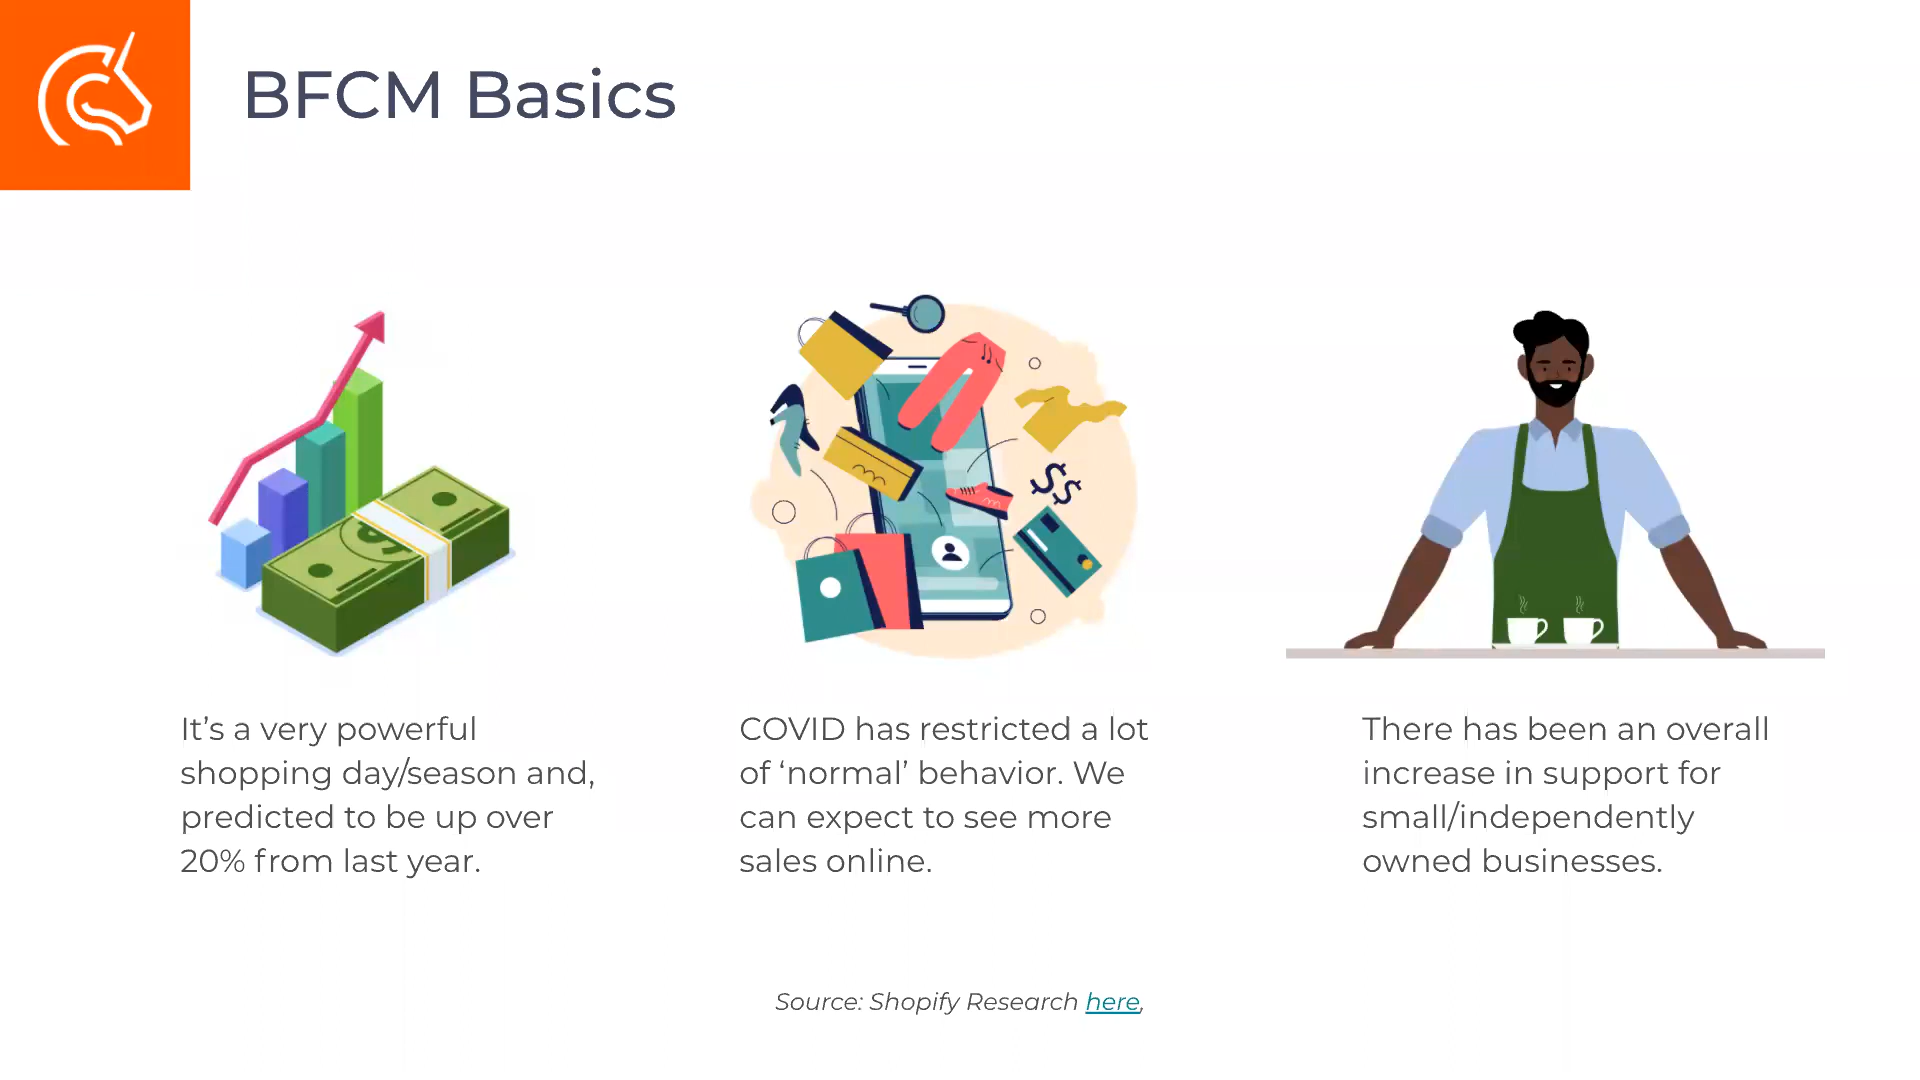 BFCM Basics
It’s a very powerful
shopping day/season and,
predicted to be up over
20% from last year.
COVID has restricted a lot
of ‘normal’ behavior. We
can expect to see more
sales online.
There has been an overall
increase in support for
small/independently
owned businesses.
Source: Shopify Research here,